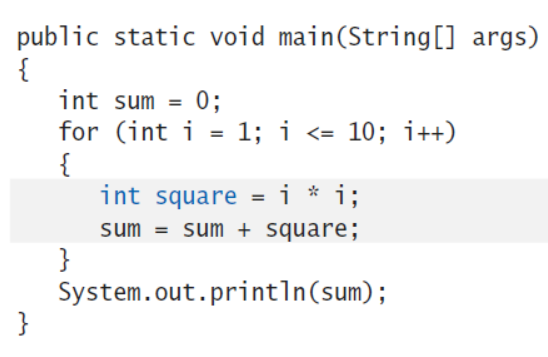 public static void main(String[] args)
{
   int sum = 0;
   for (int i = 1; i <= 10; i++)
   {
      int square = i * i;
      sum = sum + square;
   }
   System.out.println(sum);
}